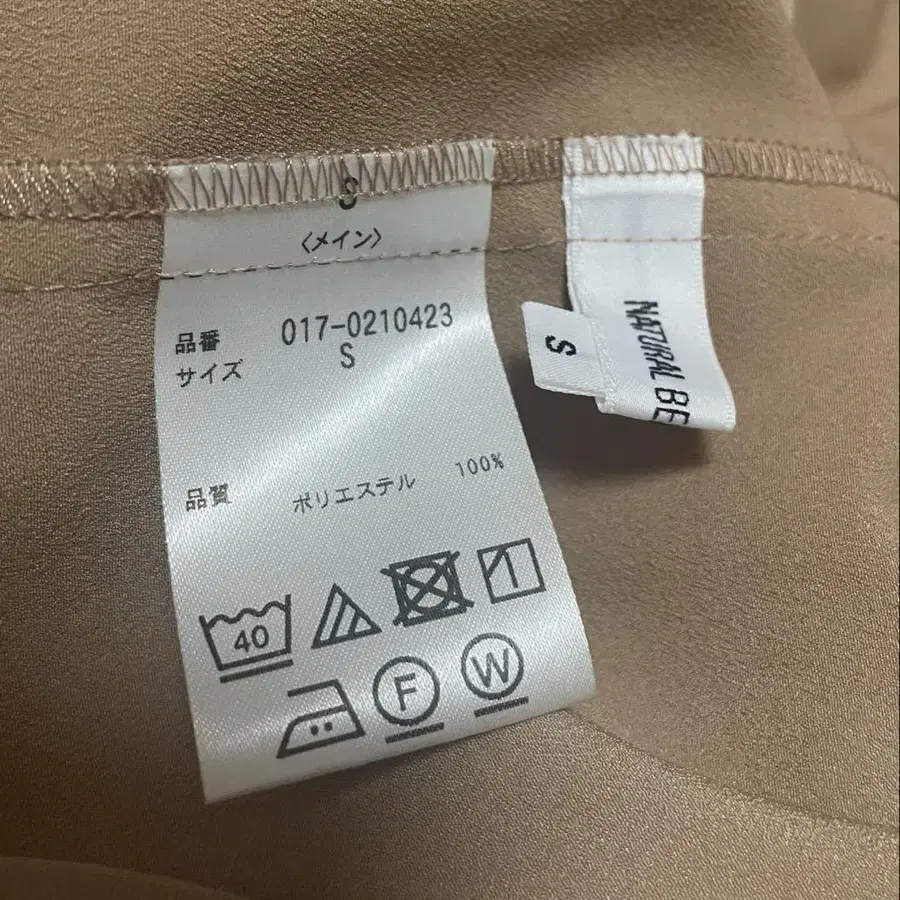 S
〈メイン〉
品番 017-0210423
サイズ S
品質 ポリエステル 100%
40
F
W
S
NATURAL BE